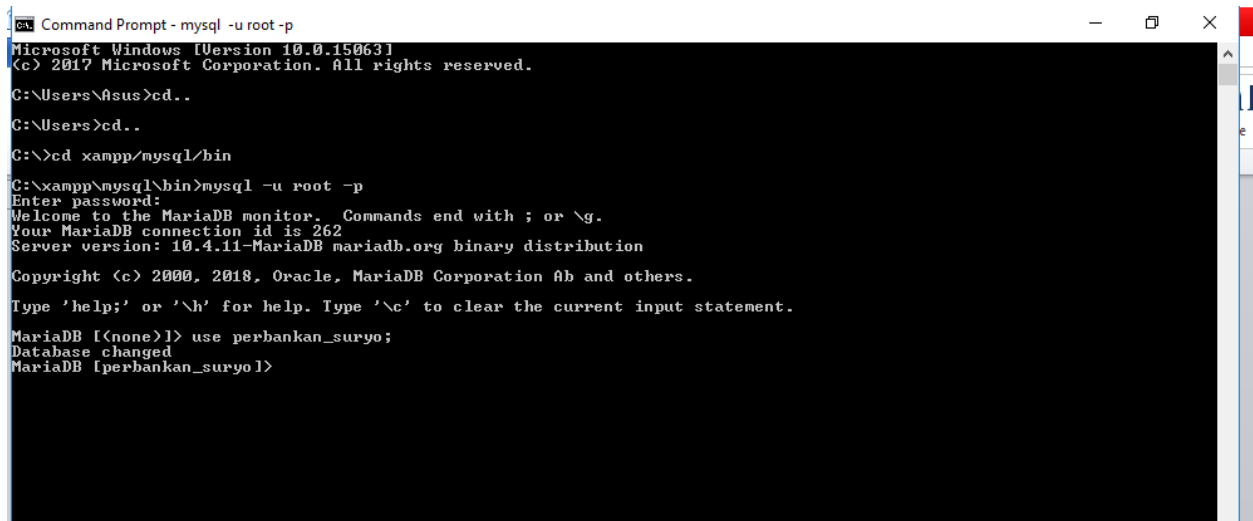 Command Prompt - mysql -u root -p
Microsoft Windows [Version 10.0.15063]
(c) 2017 Microsoft Corporation. All rights reserved.
C:\Users\Asus>cd..
C:\Users>cd..
C:\>cd xampp/mysql/bin
C:\xampp\mysql\bin>mysql -u root -p
Enter password:
Welcome to the MariaDB monitor.  Commands end with ; or \g.
Your MariaDB connection id is 262
Server version: 10.4.11-MariaDB mariadb.org binary distribution
Copyright (c) 2000, 2018, Oracle, MariaDB Corporation Ab and others.
Type 'help;' or '\h' for help. Type '\c' to clear the current input statement.
MariaDB [(none)]> use perbankan_suryo;
Database changed
MariaDB [perbankan_suryo]>